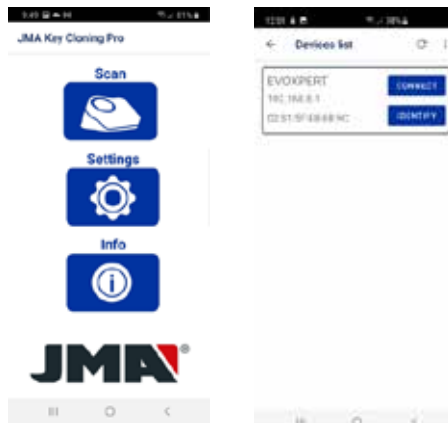 JMA Key Cloning Pro
Scan
Settings
Info
JMA®
Devices list
EVOXPERT
CONNECT
IDENTIFY